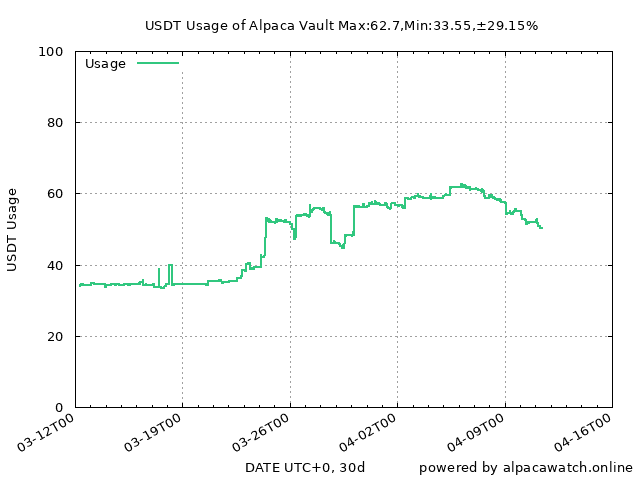 USDT Usage of Alpaca Vault Max:62.7,Min:33.55,±29.15%
100
Usage
80
60
USDT Usage
40
20
0
03-12T00
03-19T00
03-26T00
04-02T00
04-09T00
04-16T00
DATE UTC+0, 30d
powered by alpacawatch.online